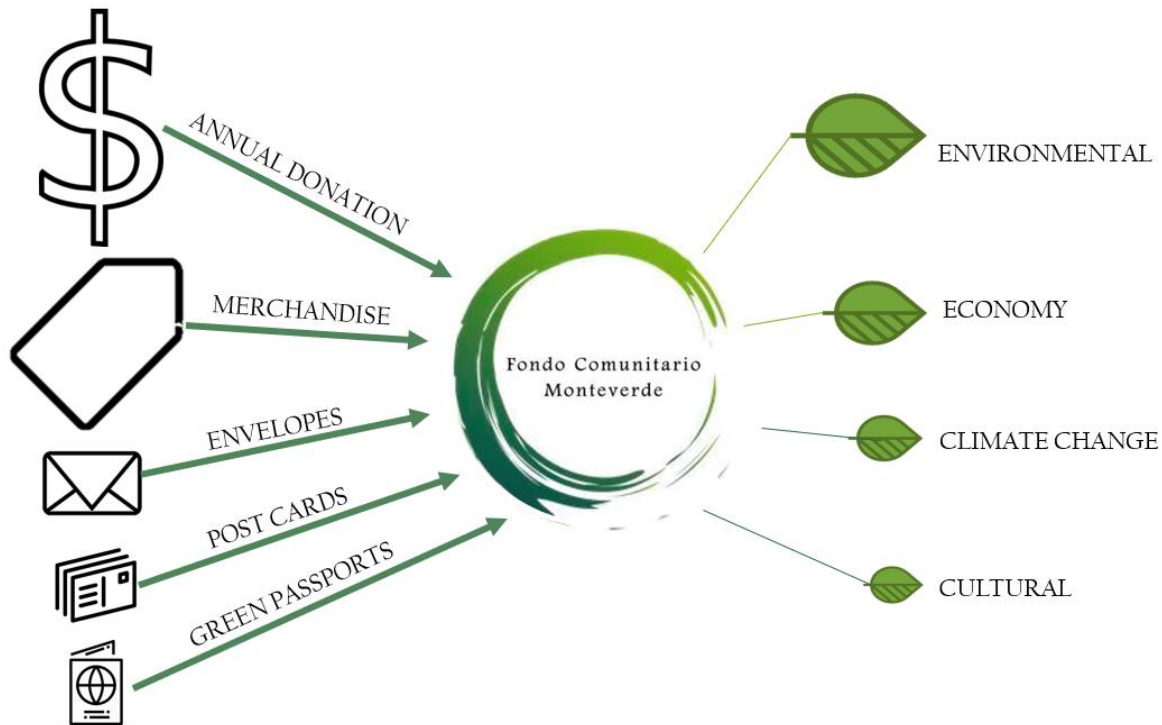 ANNUAL DONATION
MERCHANDISE
ENVELOPES
POST CARDS
GREEN PASSPORTS
Fondo Comunitario
Monteverde
ENVIRONMENTAL
ECONOMY
CLIMATE CHANGE
CULTURAL